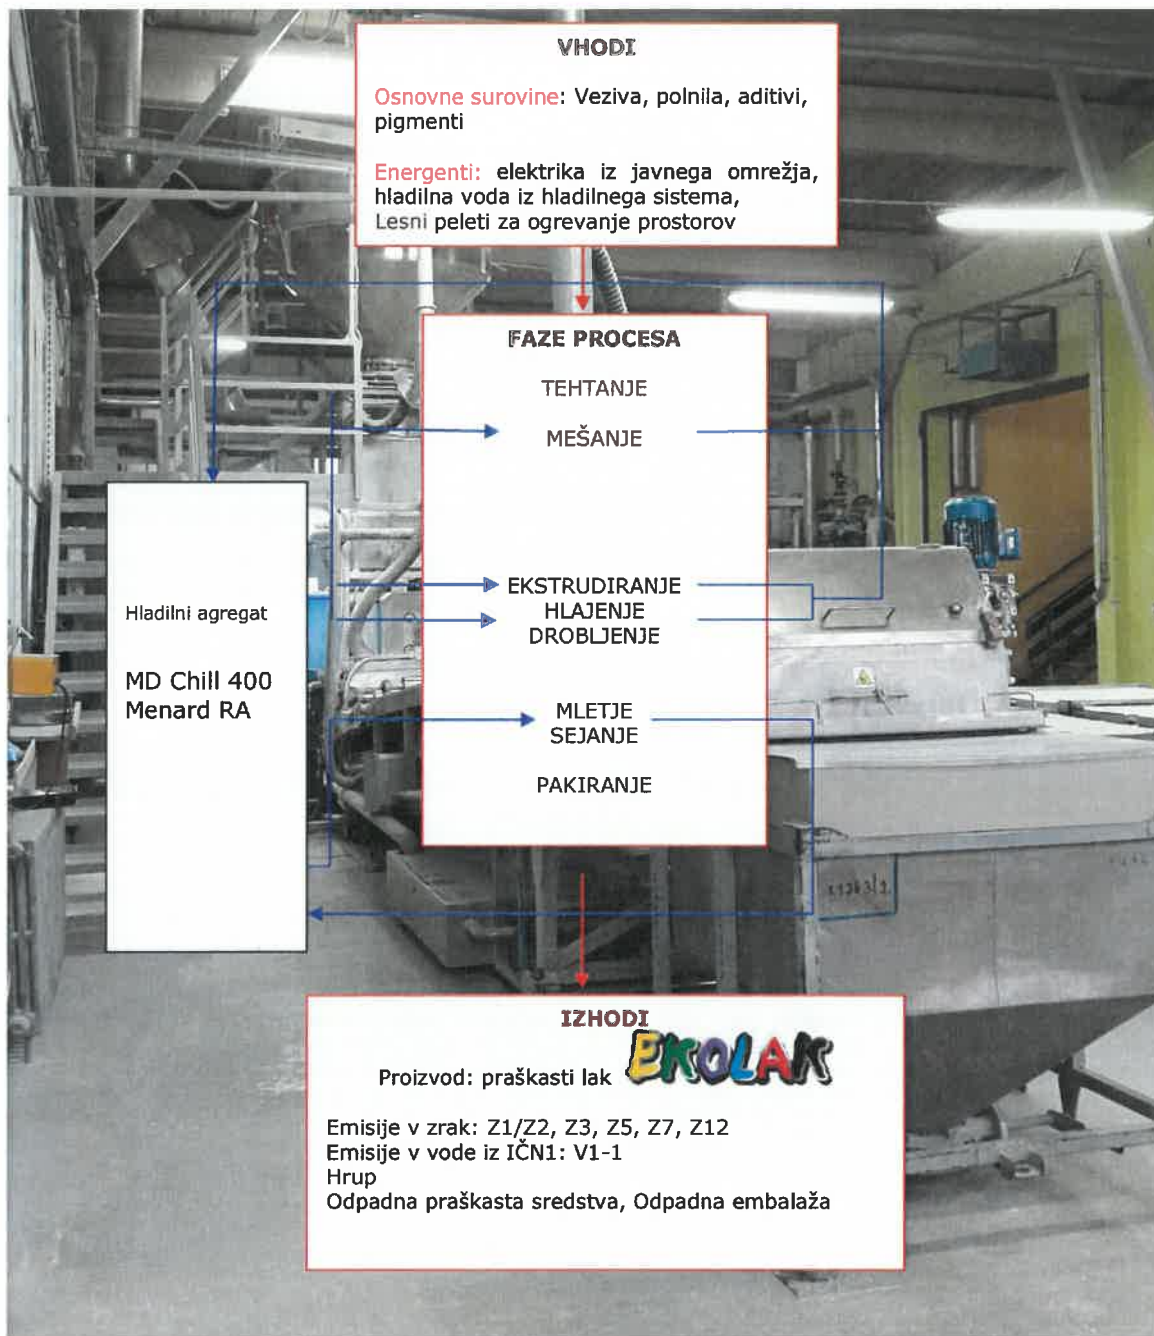 VHODI
Osnovne surovine: Veziva, polnila, aditivi,
pigmenti
Energenti: elektrika iz javnega omrežja,
hladilna voda iz hladilnega sistema,
Lesni peleti za ogrevanje prostorov
FAZE PROCESA
TEHTANJE
MEŠANJE
EKSTRUDIRANJE
HLAJENJE
DROBLJENJE
MLETJE
SEJANJE
PAKIRANJE
Hladilni agregat
MD Chill 400
Menard RA
IZHODI
Proizvod: praškasti lak EKOLAK
Emisije v zrak: Z1/Z2, Z3, Z5, Z7, Z12
Emisije v vode iz IČN1: V1-1
Hrup
Odpadna praškasta sredstva, Odpadna embalaža